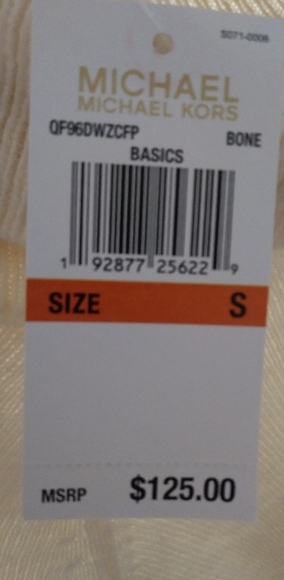 S071-0006
MICHAEL
MICHAEL KORS
QF96DWZCFP BONE
BASICS
1 92877 25622 9
SIZE S
MSRP $125.00